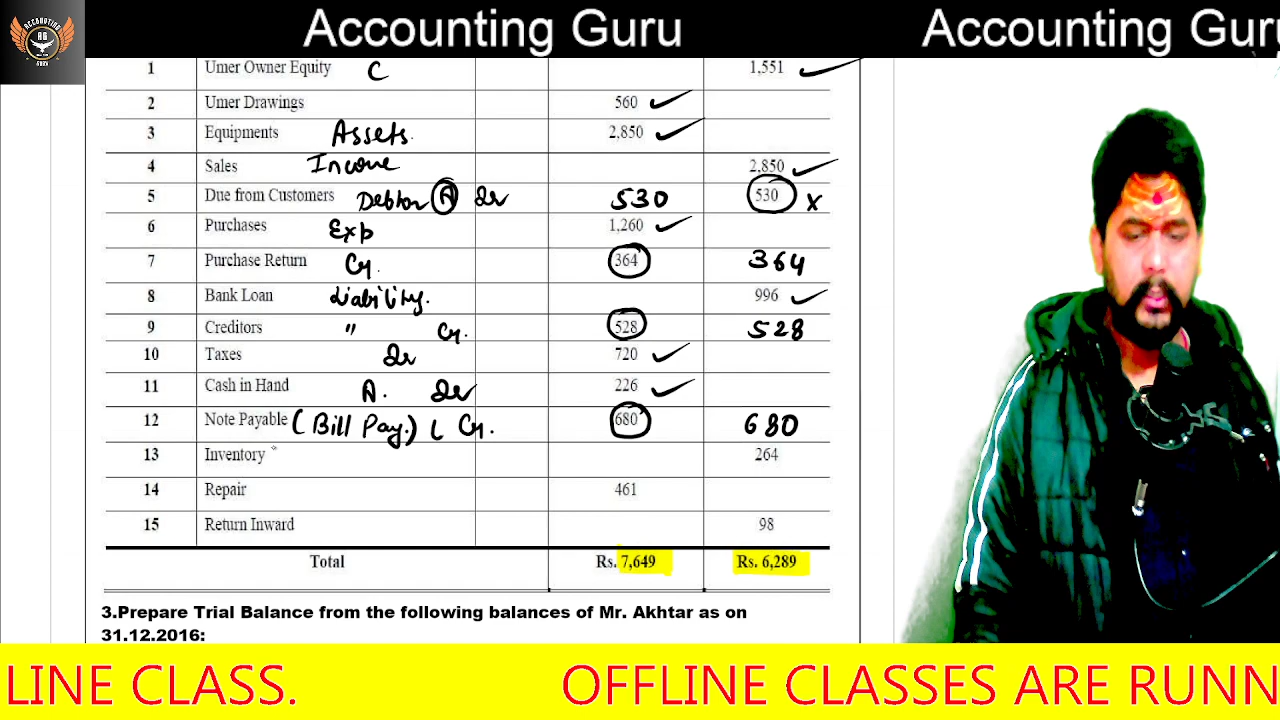 ACCOUNTING
AG
GURU
Accounting Guru Accounting Guru
1 Umer Owner Equity C 1,551 ✓
2 Umer Drawings 560 ✓
3 Equipments Assets. 2,850 ✓
4 Sales Income 2,850 ✓
5 Due from Customers Debtor A Dr 530 530 x
6 Purchases Exp 1,260 ✓
7 Purchase Return Cr. 364 364
8 Bank Loan Liability. 996 ✓
9 Creditors " Cr. 528 528
10 Taxes Dr 720 ✓
11 Cash in Hand A. Dr 226 ✓
12 Note Payable (Bill Pay.) L Cr. 680 680
13 Inventory 264
14 Repair 461
15 Return Inward 98
Total Rs. 7,649 Rs. 6,289
3.Prepare Trial Balance from the following balances of Mr. Akhtar as on
31.12.2016:
LINE CLASS. OFFLINE CLASSES ARE RUNN